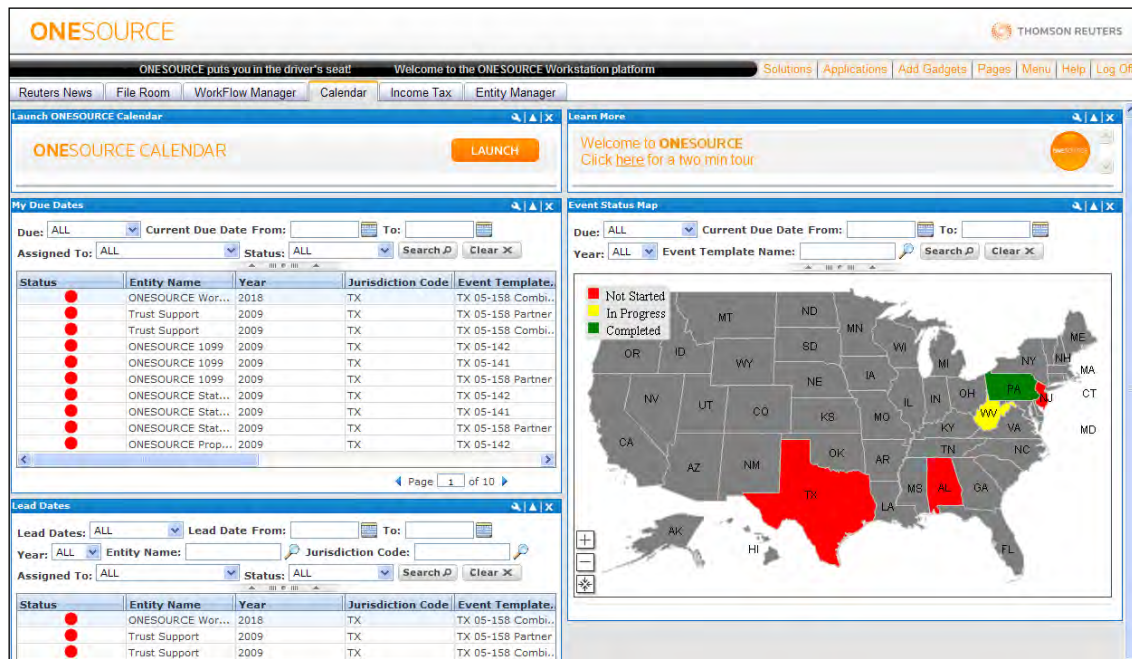 ONESOURCE
THOMSON REUTERS
ONESOURCE puts you in the driver's seat! Welcome to the ONESOURCE Workstation platform
Solutions | Applications | Add Gadgets | Pages | Menu | Help | Log Off
Reuters News File Room WorkFlow Manager Calendar Income Tax Entity Manager
Launch ONESOURCE Calendar
ONESOURCE CALENDAR LAUNCH
Learn More
Welcome to ONESOURCE
Click here for a two min tour
My Due Dates
Due: ALL Current Due Date From: To:
Assigned To: ALL Status: ALL Search Clear X
Status Entity Name Year Jurisdiction Code Event Template..
ONESOURCE Wor... 2018 TX TX 05-158 Combi..
Trust Support 2009 TX TX 05-158 Partner
Trust Support 2009 TX TX 05-158 Combi..
ONESOURCE 1099 2009 TX TX 05-142
ONESOURCE 1099 2009 TX TX 05-141
ONESOURCE 1099 2009 TX TX 05-158 Partner
ONESOURCE Stat... 2009 TX TX 05-142
ONESOURCE Stat... 2009 TX TX 05-141
ONESOURCE Stat... 2009 TX TX 05-158 Partner
ONESOURCE Prop... 2009 TX TX 05-142
Page 1 of 10
Event Status Map
Due: ALL Current Due Date From: To:
Year: ALL Event Template Name: Search Clear X
Not Started
In Progress
Completed
MT ND MN ME
OR ID WY SD WI MI NY NH MA
NE IA IL IN OH PA NJ CT
NV UT CO KS MO KY WV VA MD
CA AZ NM OK AR TN NC
TX LA MS AL GA
AK HI FL
Lead Dates
Lead Dates: ALL Lead Date From: To:
Year: ALL Entity Name: Jurisdiction Code:
Assigned To: ALL Status: ALL Search Clear X
Status Entity Name Year Jurisdiction Code Event Template..
ONESOURCE Wor... 2018 TX TX 05-158 Combi..
Trust Support 2009 TX TX 05-158 Partner
Trust Support 2009 TX TX 05-158 Combi..